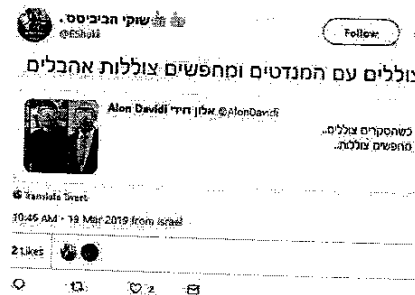 שוקי הביביסט.
@EShuki
Follow
צוללים עם המנדטים ומחפשים צוללות אהבלים
Alon Davidi אלון דוידי @AlonDavidi
כשהסקרים צוללים..
מחפשים צוללות..
Translate Tweet
10:46 AM - 19 Mar 2019 from Israel
2 Likes
2